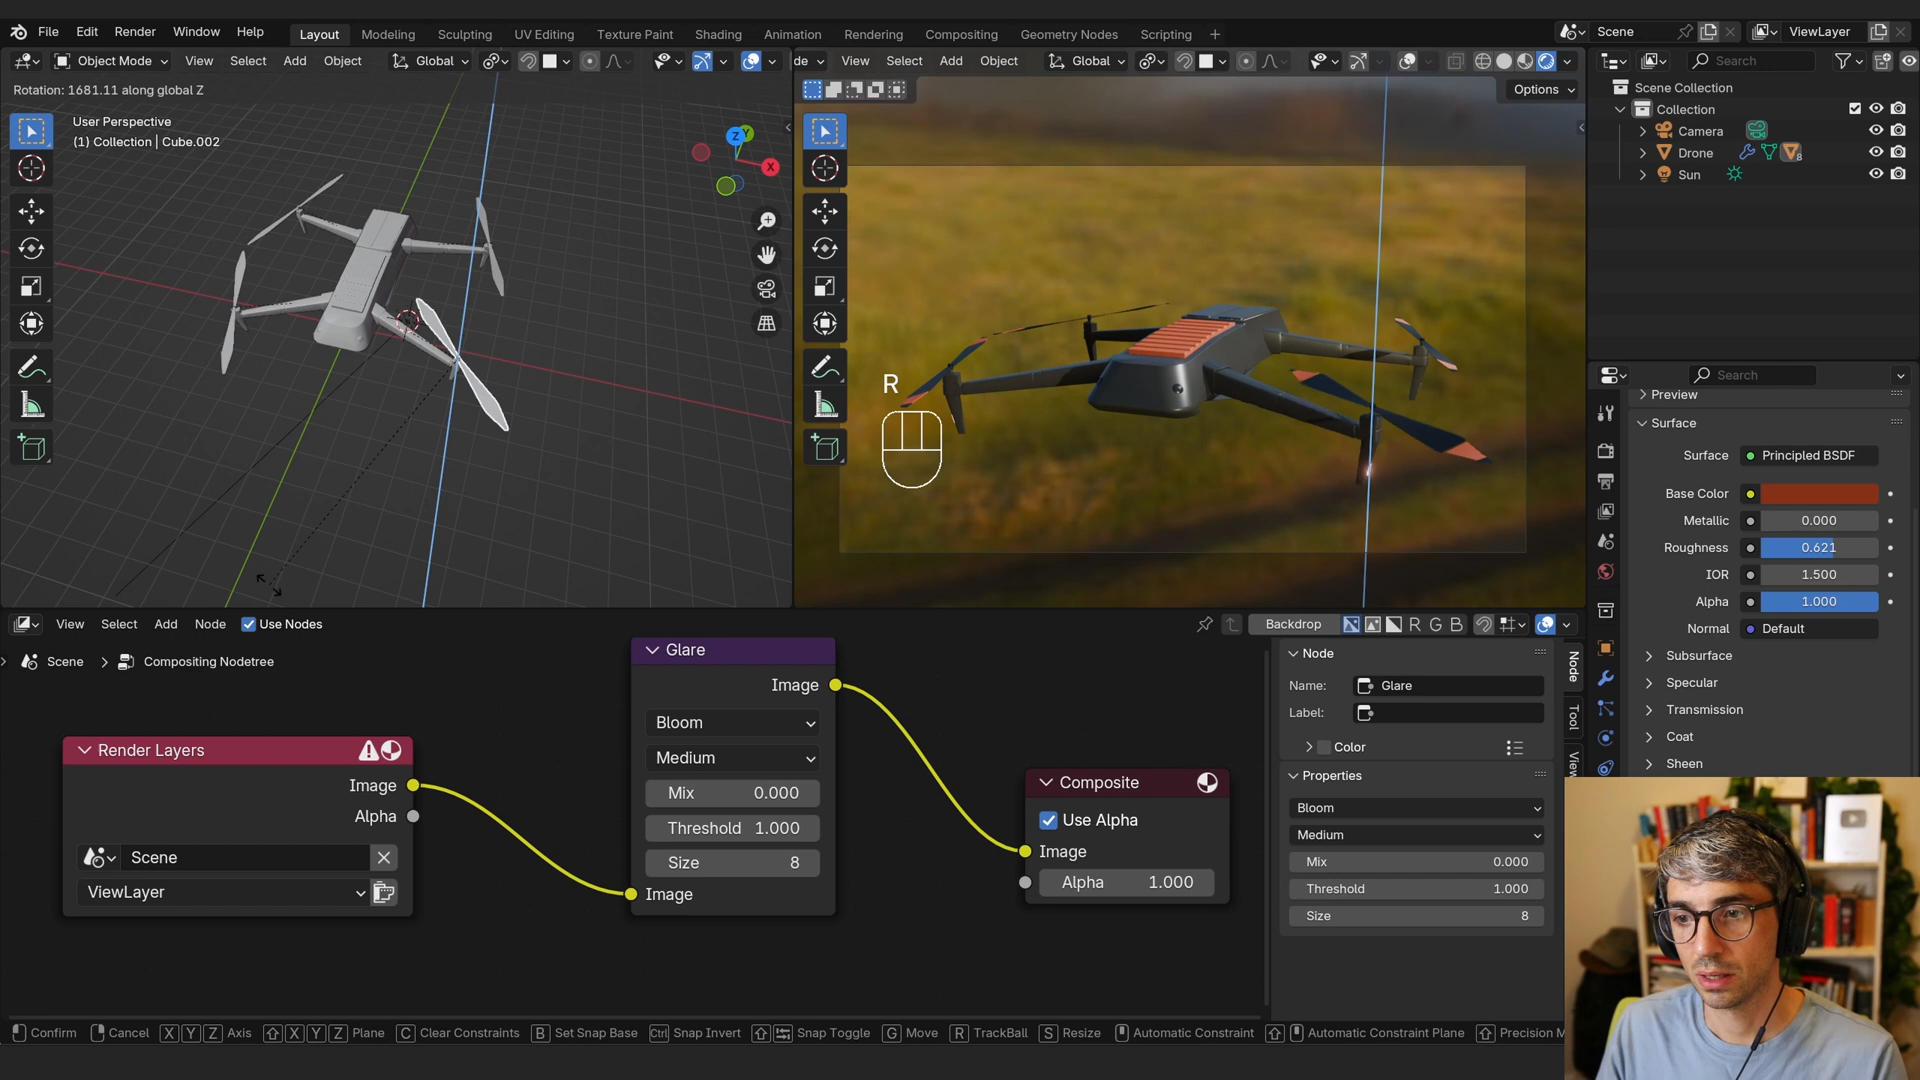 File Edit Render Window Help
Layout Modeling Sculpting UV Editing Texture Paint Shading Animation Rendering Compositing Geometry Nodes Scripting +
Scene
ViewLayer
Object Mode View Select Add Object Global
de View Select Add Object Global
Search
Rotation: 1681.11 along global Z
Options
User Perspective
(1) Collection | Cube.002
Z Y
X
Scene Collection
Collection
Camera
Drone 8
Sun
R
Search
Preview
Surface
Surface Principled BSDF
Base Color
Metallic 0.000
Roughness 0.621
IOR 1.500
Alpha 1.000
Normal Default
Subsurface
Specular
Transmission
Coat
Sheen
View Select Add Node Use Nodes
Backdrop R G B
Scene > Compositing Nodetree
Render Layers
Image
Alpha
Scene
ViewLayer
Glare
Image
Bloom
Medium
Mix 0.000
Threshold 1.000
Size 8
Image
Composite
Use Alpha
Image
Alpha 1.000
Node
Name: Glare
Label:
Color
Properties
Bloom
Medium
Mix 0.000
Threshold 1.000
Size 8
Node
Tool
View
Confirm Cancel X Y Z Axis X Y Z Plane C Clear Constraints B Set Snap Base Ctrl Snap Invert Snap Toggle G Move R TrackBall S Resize Automatic Constraint Automatic Constraint Plane Precision M